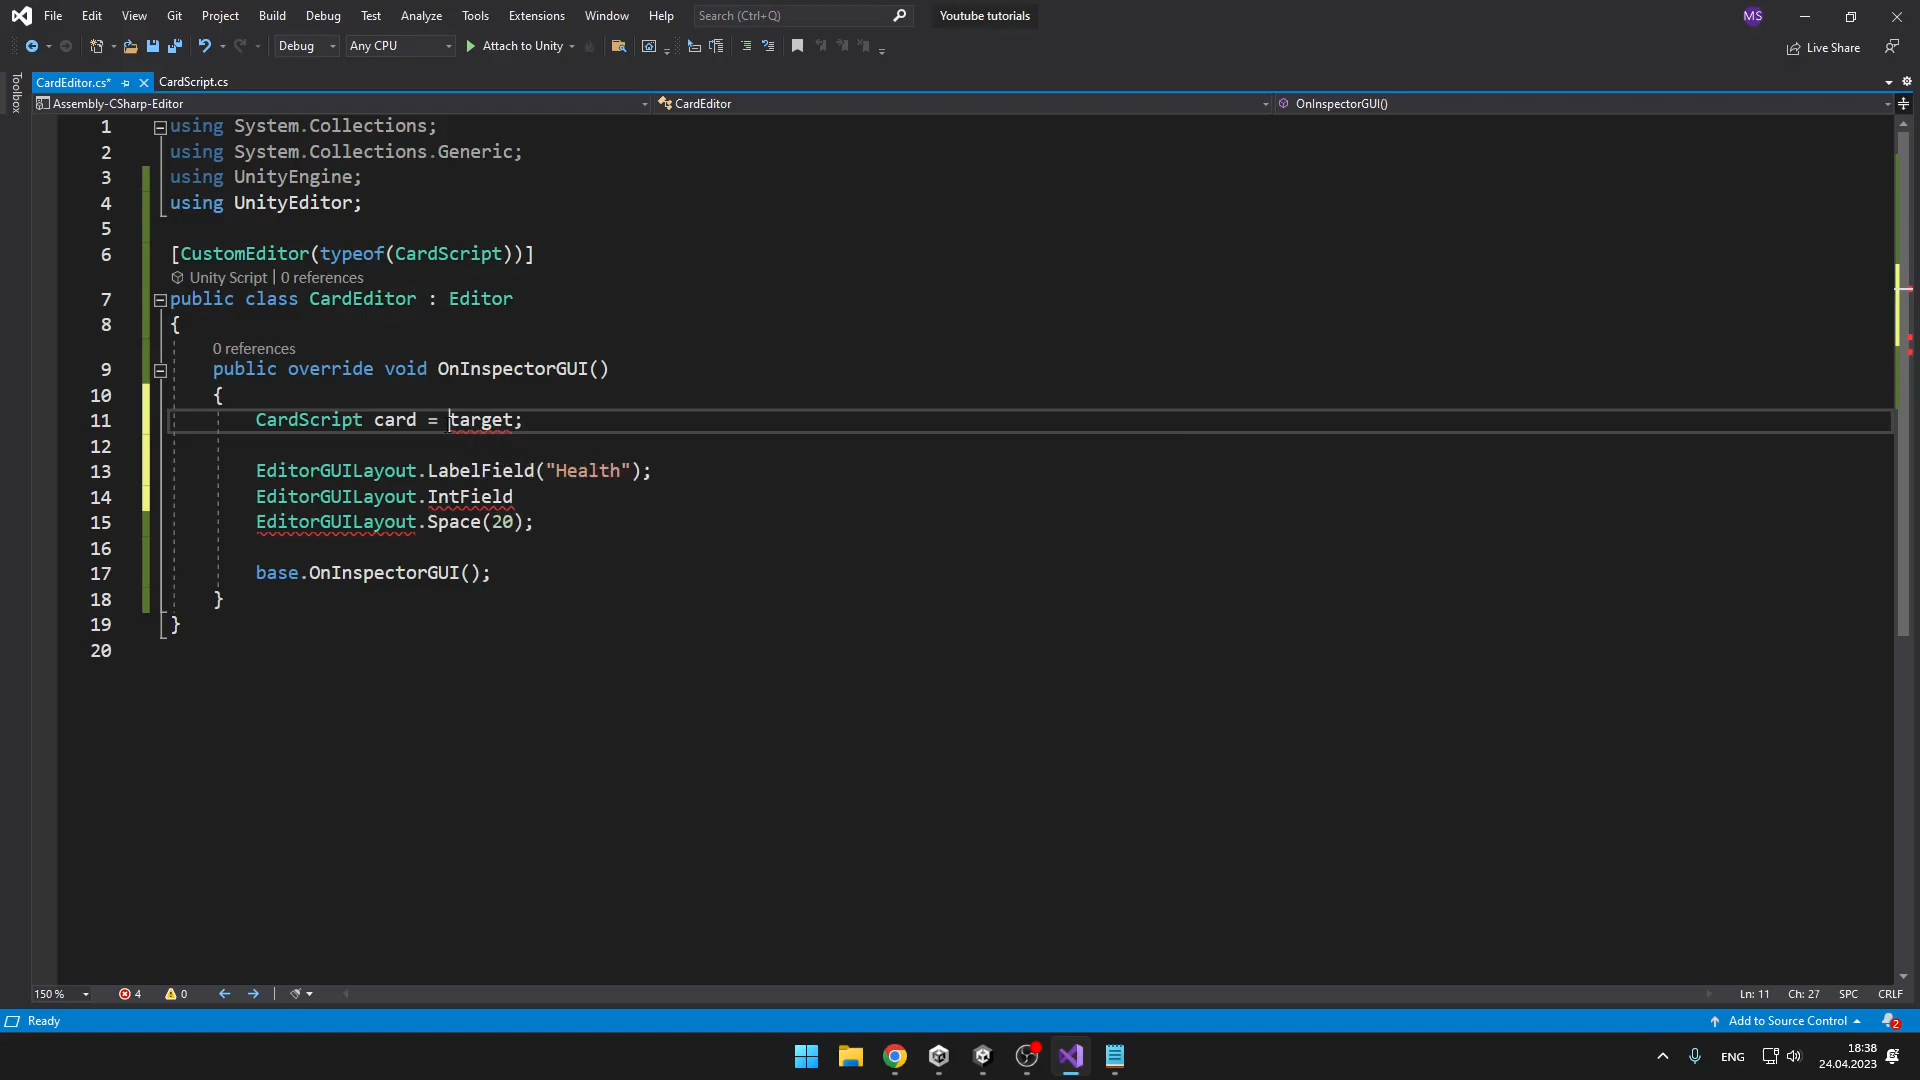 File Edit View Git Project Build Debug Test Analyze Tools Extensions Window Help Search (Ctrl+Q) Youtube tutorials MS
Debug Any CPU Attach to Unity Live Share
Toolbox
CardEditor.cs* CardScript.cs
Assembly-CSharp-Editor CardEditor OnInspectorGUI()
1 using System.Collections;
2 using System.Collections.Generic;
3 using UnityEngine;
4 using UnityEditor;
5
6 [CustomEditor(typeof(CardScript))]
Unity Script | 0 references
7 public class CardEditor : Editor
8 {
0 references
9 public override void OnInspectorGUI()
10 {
11 CardScript card = target;
12
13 EditorGUILayout.LabelField("Health");
14 EditorGUILayout.IntField
15 EditorGUILayout.Space(20);
16
17 base.OnInspectorGUI();
18 }
19 }
20
150 % 4 0 Ln: 11 Ch: 27 SPC CRLF
Ready Add to Source Control 2
ENG 18:38
24.04.2023